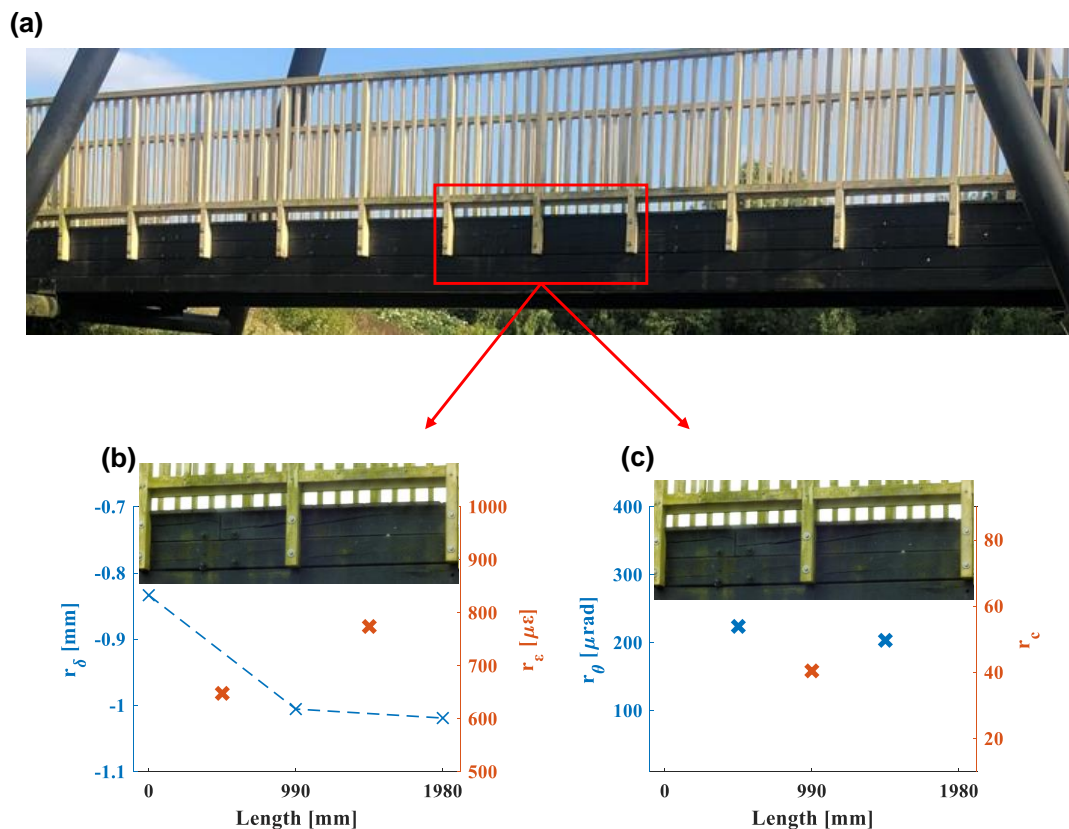 (a)
(b)
(c)
-0.7
-0.8
-0.9
-1
-1.1
r_δ [mm]
1000
900
800
700
600
500
r_ε [με]
0
990
1980
Length [mm]
400
300
200
100
r_θ [μrad]
80
60
40
20
r_c
0
990
1980
Length [mm]